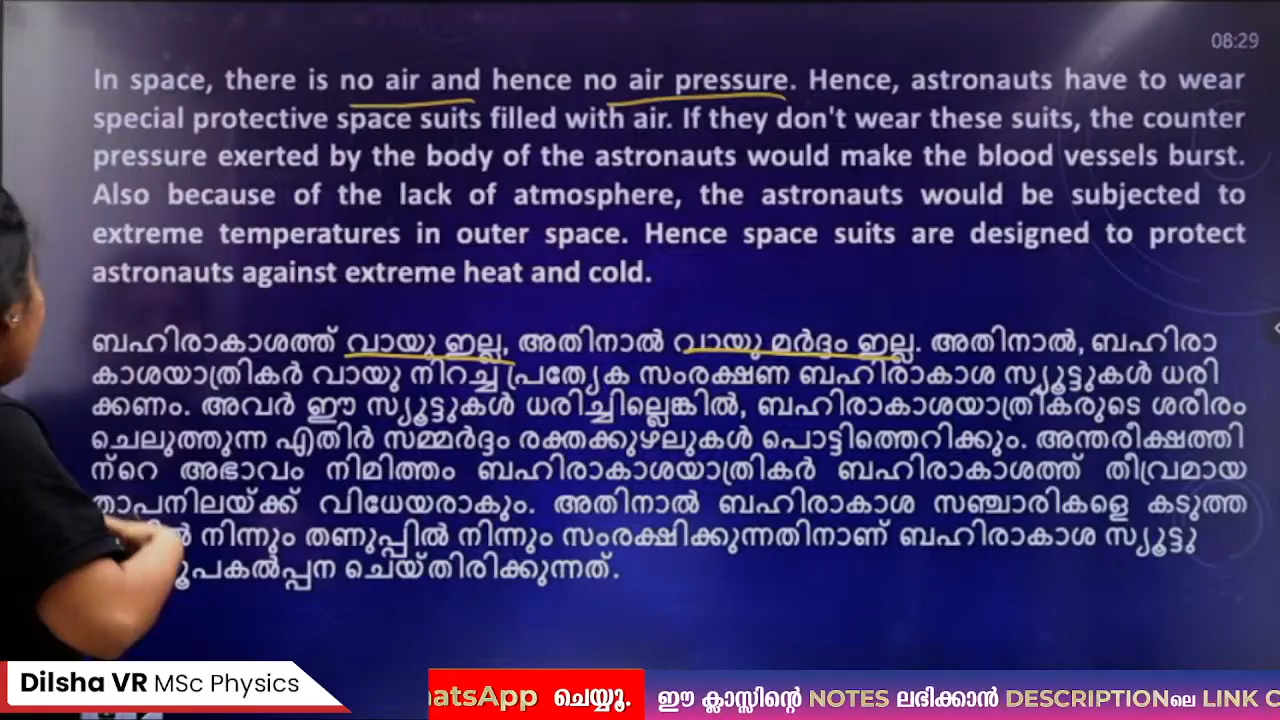 08:29
In space, there is no air and hence no air pressure. Hence, astronauts have to wear
special protective space suits filled with air. If they don't wear these suits, the counter
pressure exerted by the body of the astronauts would make the blood vessels burst.
Also because of the lack of atmosphere, the astronauts would be subjected to
extreme temperatures in outer space. Hence space suits are designed to protect
astronauts against extreme heat and cold.
ബഹിരാകാശത്ത് വായു ഇല്ല, അതിനാൽ വായു മർദ്ദം ഇല്ല. അതിനാൽ, ബഹിരാ
കാശയാത്രികർ വായു നിറച്ച പ്രത്യേക സംരക്ഷണ ബഹിരാകാശ സ്യൂട്ടുകൾ ധരി
ക്കണം. അവർ ഈ സ്യൂട്ടുകൾ ധരിച്ചില്ലെങ്കിൽ, ബഹിരാകാശയാത്രികരുടെ ശരീരം
ചെലുത്തുന്ന എതിർ സമ്മർദ്ദം രക്തക്കുഴലുകൾ പൊട്ടിത്തെറിക്കും. അന്തരീക്ഷത്തി
ന്റെ അഭാവം നിമിത്തം ബഹിരാകാശയാത്രികർ ബഹിരാകാശത്ത് തീവ്രമായ
താപനിലയ്ക്ക് വിധേയരാകും. അതിനാൽ ബഹിരാകാശ സഞ്ചാരികളെ കടുത്ത
നിന്നും തണുപ്പിൽ നിന്നും സംരക്ഷിക്കുന്നതിനാണ് ബഹിരാകാശ സ്യൂട്ടു
ചെയ്തിരിക്കുന്നത്.
Dilsha VR MSc Physics
ചെയ്യൂ. ഈ ക്ലാസ്സിന്റെ NOTES ലഭിക്കാൻ DESCRIPTIONലെ LINK